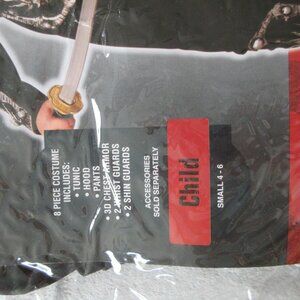 8 PIECE COSTUME
INCLUDES:
• TUNIC
• HOOD
• PANTS
• 3D CHEST ARMOR
• 2 WRIST GUARDS
• 2 SHIN GUARDS
ACCESSORIES
SOLD SEPARATELY
Child
SMALL 4 - 6